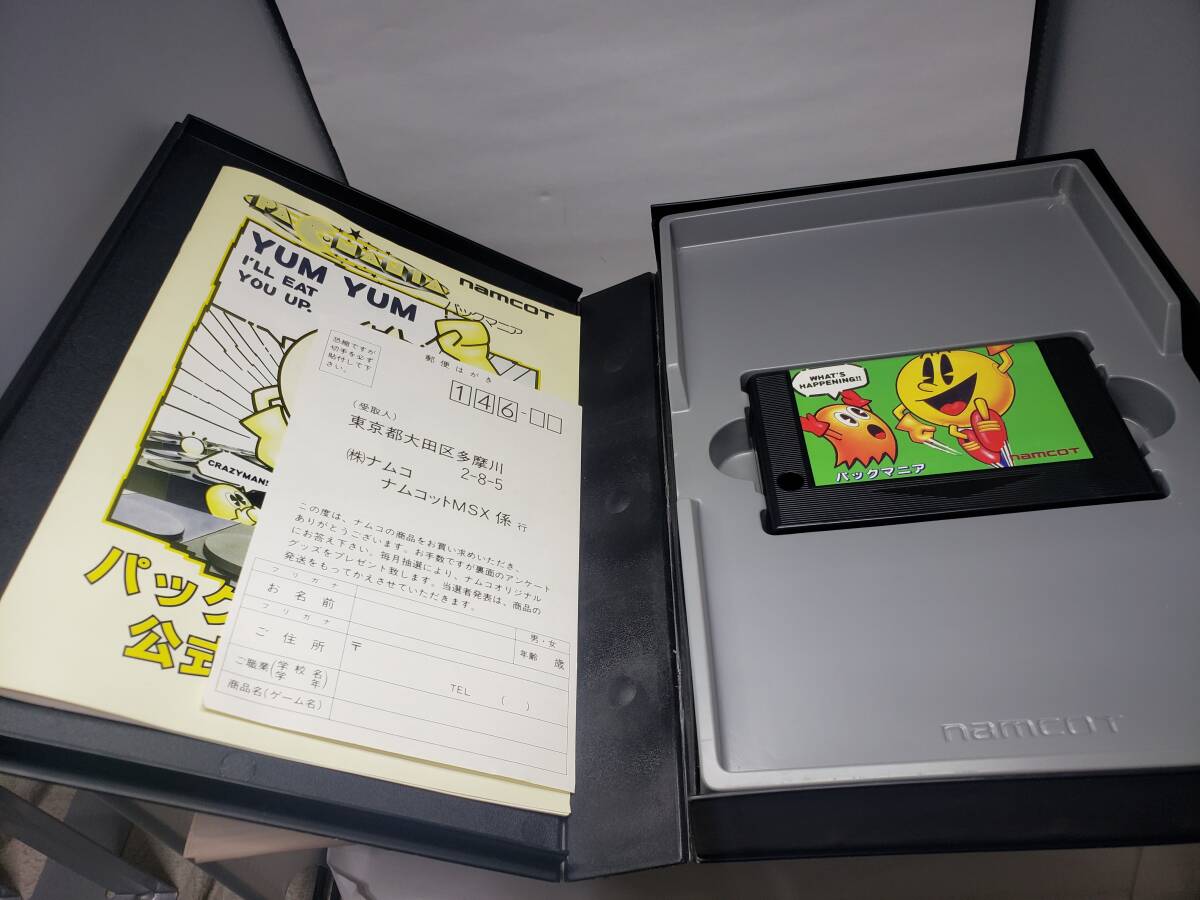 PAC-MANIA
namcot
パックマニア
YUM YUM
I'LL EAT
YOU UP.
CRAZYMAN!
パック
公式
恐縮ですが
切手を必ず
貼付して下
さい。
郵便はがき
146-
(受取人)
東京都大田区多摩川
2-8-5
(株)ナムコ
ナムコットMSX係 行
この度は、ナムコの商品をお買い求めいただき、
ありがとうございます。お手数ですが裏面のアンケート
にお答え下さい。毎月抽選により、ナムコオリジナル
グッズをプレゼント致します。当選者発表は、商品の
発送をもってかえさせていただきます。
フリガナ
お名前
男・女
フリガナ
ご住所
〒
年齢 歳
ご職業(学校名 学年)
TEL ( )
商品名(ゲーム名)
WHAT'S
HAPPENING!!
パックマニア
namcot
namcot